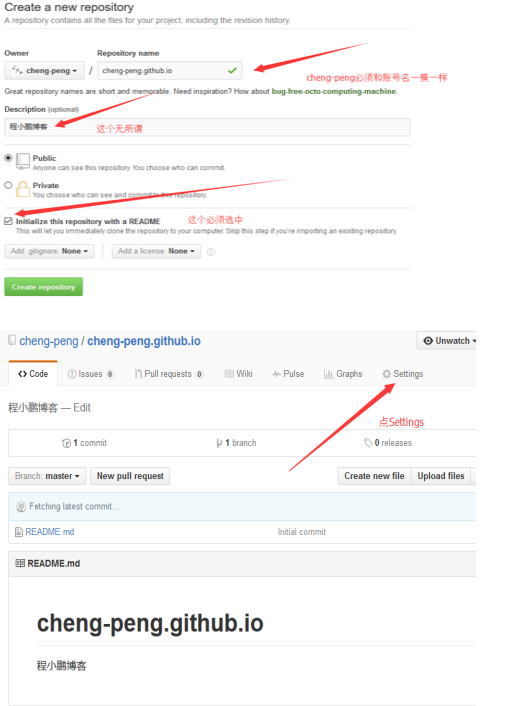 Create a new repository
A repository contains all the files for your project, including the revision history.
Owner Repository name
cheng-peng / cheng-peng.github.io
cheng-peng必须和账号名一模一样
Great repository names are short and memorable. Need inspiration? How about bug-free-octo-computing-machine.
Description (optional)
程小鹏博客
这个无所谓
Public
Anyone can see this repository. You choose who can commit.
Private
You choose who can see and commit to this repository.
Initialize this repository with a README 这个必须选中
This will let you immediately clone the repository to your computer. Skip this step if you're importing an existing repository.
Add .gitignore: None Add a license: None
Create repository
cheng-peng / cheng-peng.github.io Unwatch
Code Issues 0 Pull requests 0 Wiki Pulse Graphs Settings
程小鹏博客 — Edit
点Settings
1 commit 1 branch 0 releases
Branch: master New pull request Create new file Upload files
Fetching latest commit...
README.md Initial commit
README.md
cheng-peng.github.io
程小鹏博客